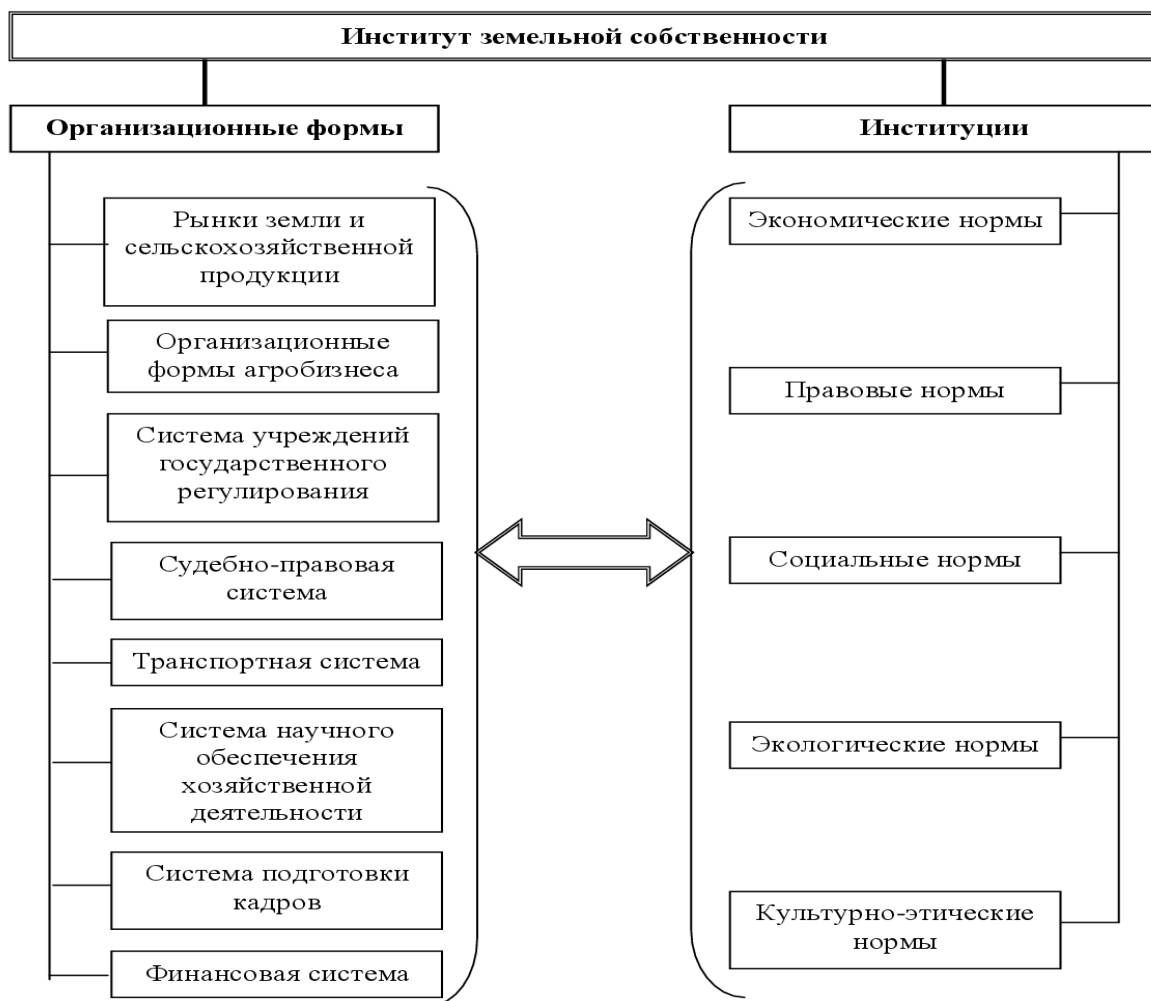 Институт земельной собственности
Организационные формы
Рынки земли и
сельскохозяйственной
продукции
Организационные
формы агробизнеса
Система учреждений
государственного
регулирования
Судебно-правовая
система
Транспортная система
Система научного
обеспечения
хозяйственной
деятельности
Система подготовки
кадров
Финансовая система
Институции
Экономические нормы
Правовые нормы
Социальные нормы
Экологические нормы
Культурно-этические
нормы